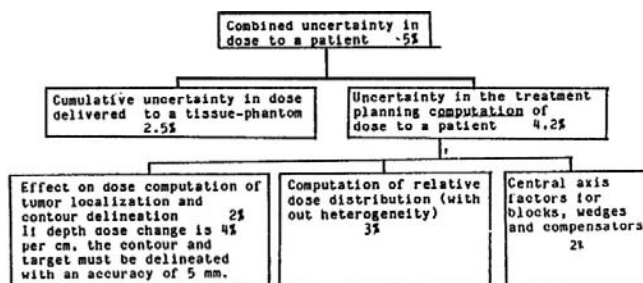 Combined uncertainty in
dose to a patient ~5%
Cumulative uncertainty in dose
delivered to a tissue-phantom
2.5%
Uncertainty in the treatment
planning computation of
dose to a patient 4.2%
Effect on dose computation of
tumor localization and
contour delineation 2%
If depth dose change is 4%
per cm, the contour and
target must be delineated
with an accuracy of 5 mm.
Computation of relative
dose distribution (with
out heterogeneity)
3%
Central axis
factors for
blocks, wedges
and compensators
2%